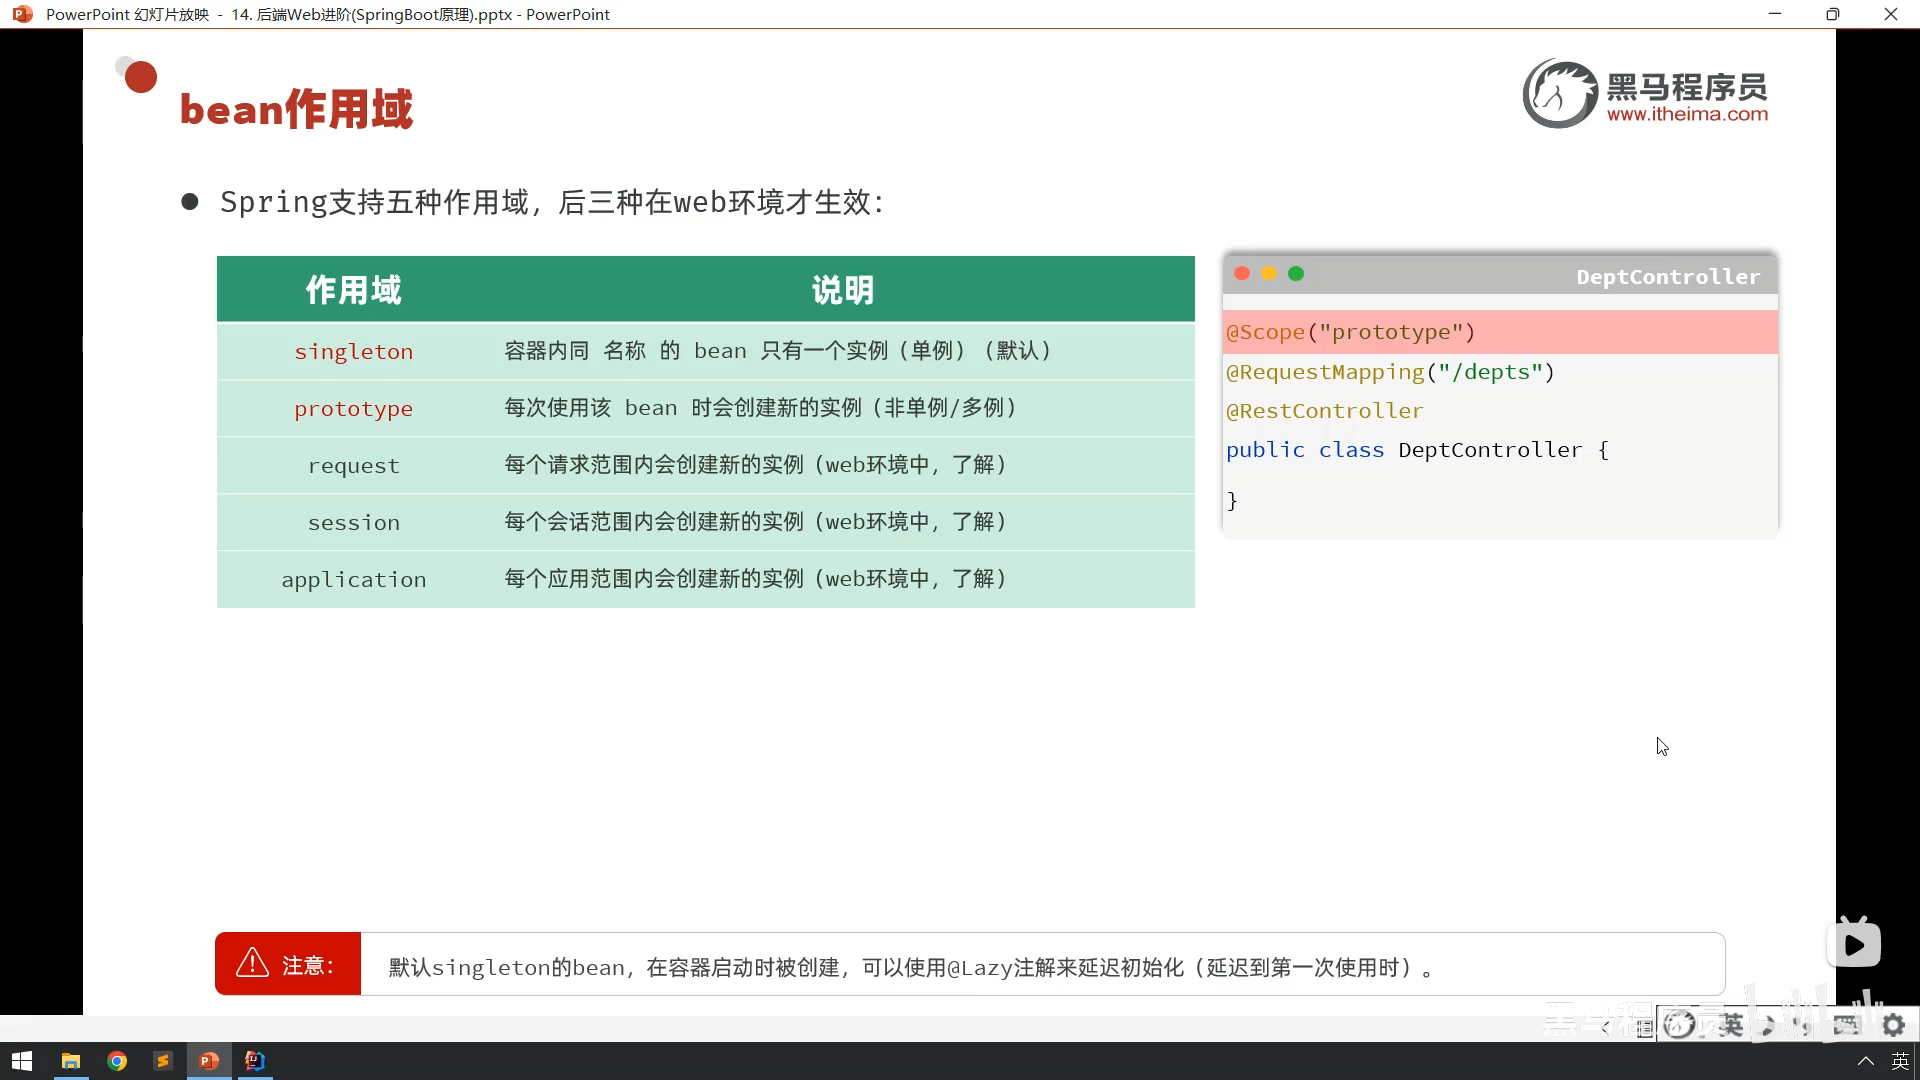 PowerPoint 幻灯片放映 - 14. 后端Web进阶(SpringBoot原理).pptx - PowerPoint
bean作用域
黑马程序员
www.itheima.com
Spring支持五种作用域，后三种在web环境才生效：
作用域 说明
singleton 容器内同 名称 的 bean 只有一个实例（单例）（默认）
prototype 每次使用该 bean 时会创建新的实例（非单例/多例）
request 每个请求范围内会创建新的实例（web环境中，了解）
session 每个会话范围内会创建新的实例（web环境中，了解）
application 每个应用范围内会创建新的实例（web环境中，了解）
DeptController
@Scope("prototype")
@RequestMapping("/depts")
@RestController
public class DeptController {
}
注意：
默认singleton的bean，在容器启动时被创建，可以使用@Lazy注解来延迟初始化（延迟到第一次使用时）。
黑马程序员
英
英